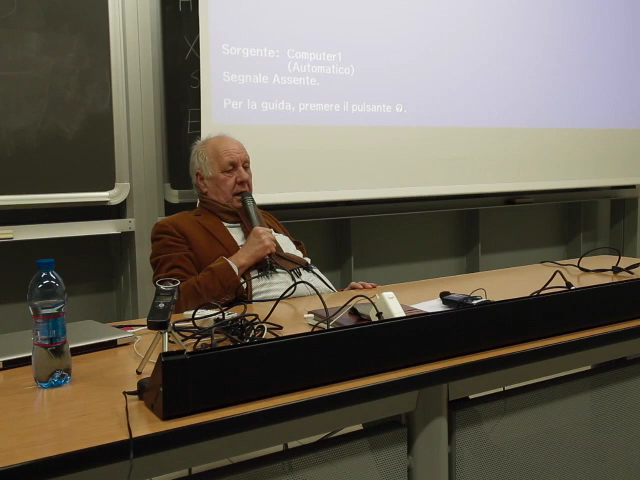 Sorgente: Computer1
(Automatico)
Segnale Assente.
Per la guida, premere il pulsante ?.